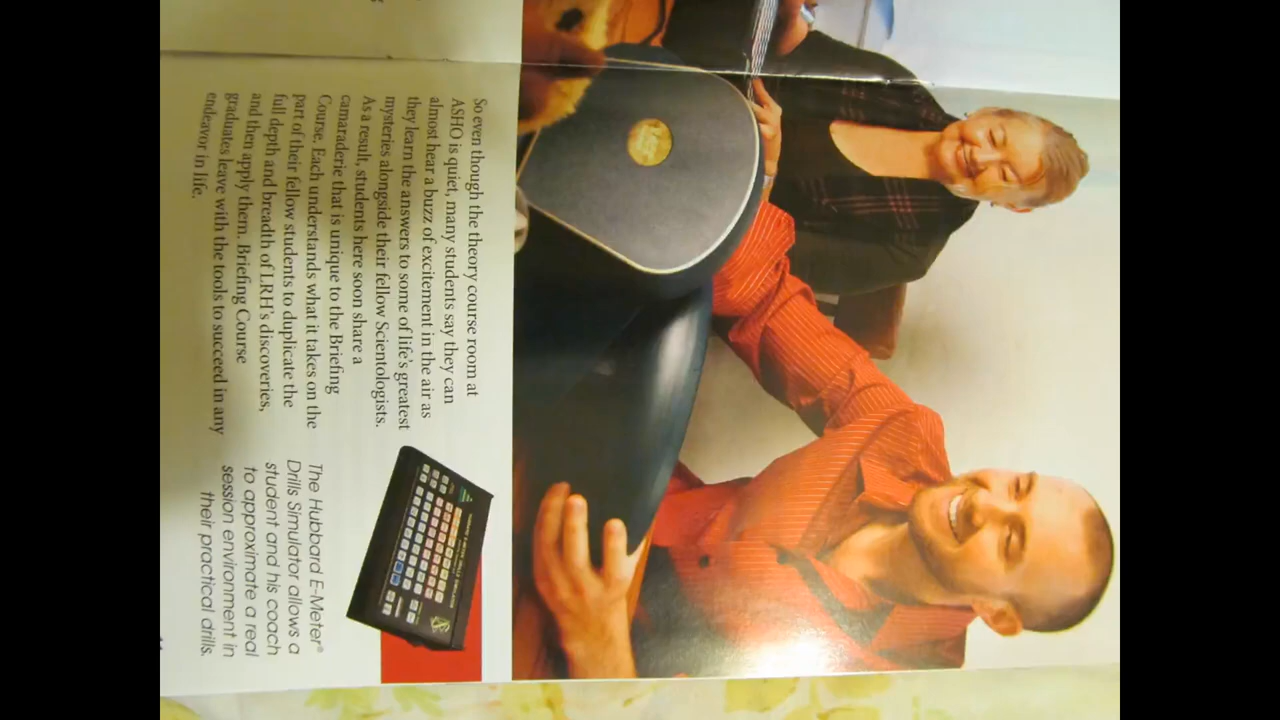 So even though the theory course room at
ASHO is quiet, many students say they can
almost hear a buzz of excitement in the air as
they learn the answers to some of life's greatest
mysteries alongside their fellow Scientologists.
As a result, students here soon share a
camaraderie that is unique to the Briefing
Course. Each understands what it takes on the
part of their fellow students to duplicate the
full depth and breadth of LRH's discoveries,
and then apply them. Briefing Course
graduates leave with the tools to succeed in any
endeavor in life.
The Hubbard E-Meter®
Drills Simulator allows a
student and his coach
to approximate a real
session environment in
their practical drills.